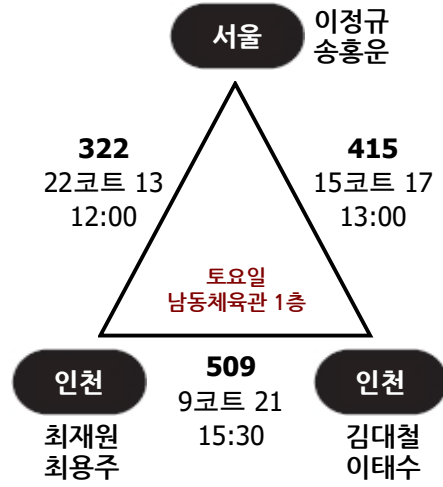 서울
이정규
송홍운
322
22코트 13
12:00
415
15코트 17
13:00
토요일
남동체육관 1층
인천
최재원
최용주
509
9코트 21
15:30
인천
김대철
이태수